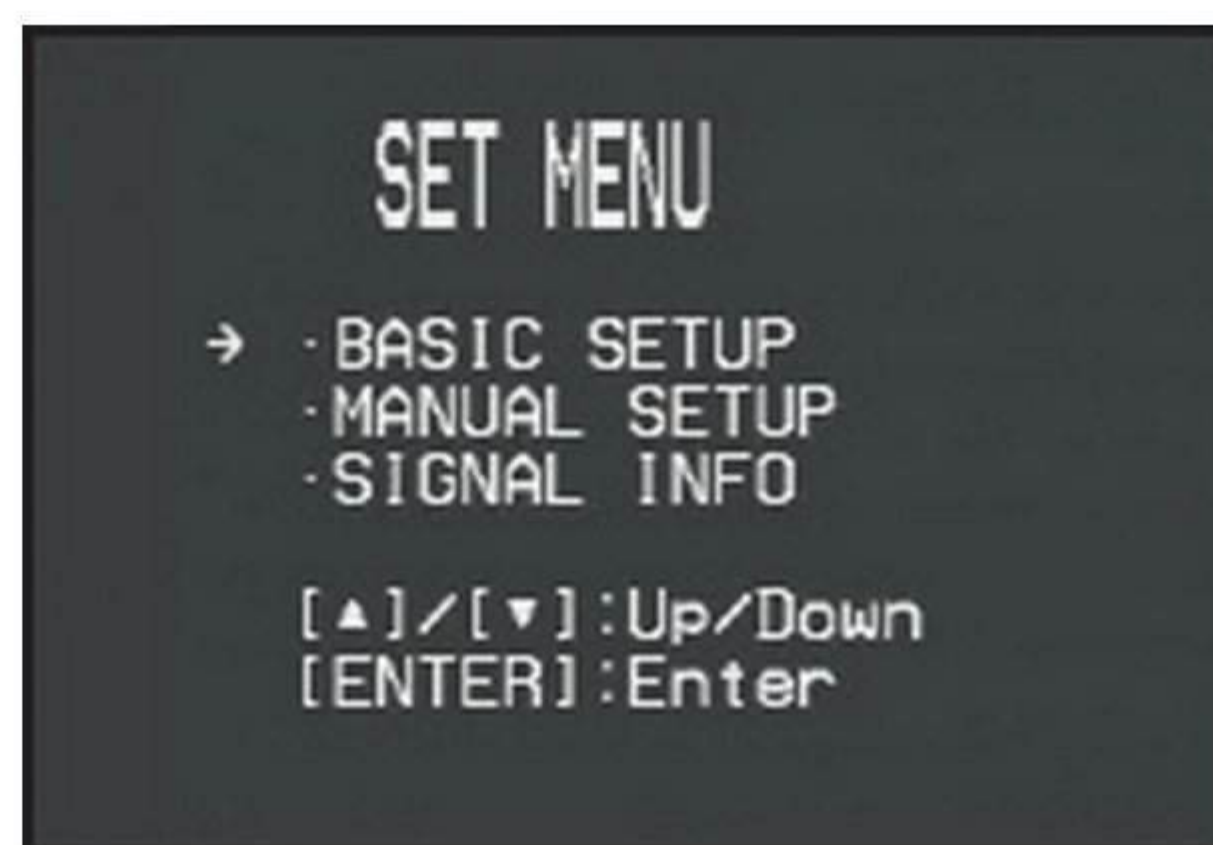 SET MENU
→ ·BASIC SETUP
·MANUAL SETUP
·SIGNAL INFO
[▲]/[▼]:Up/Down
[ENTER]:Enter